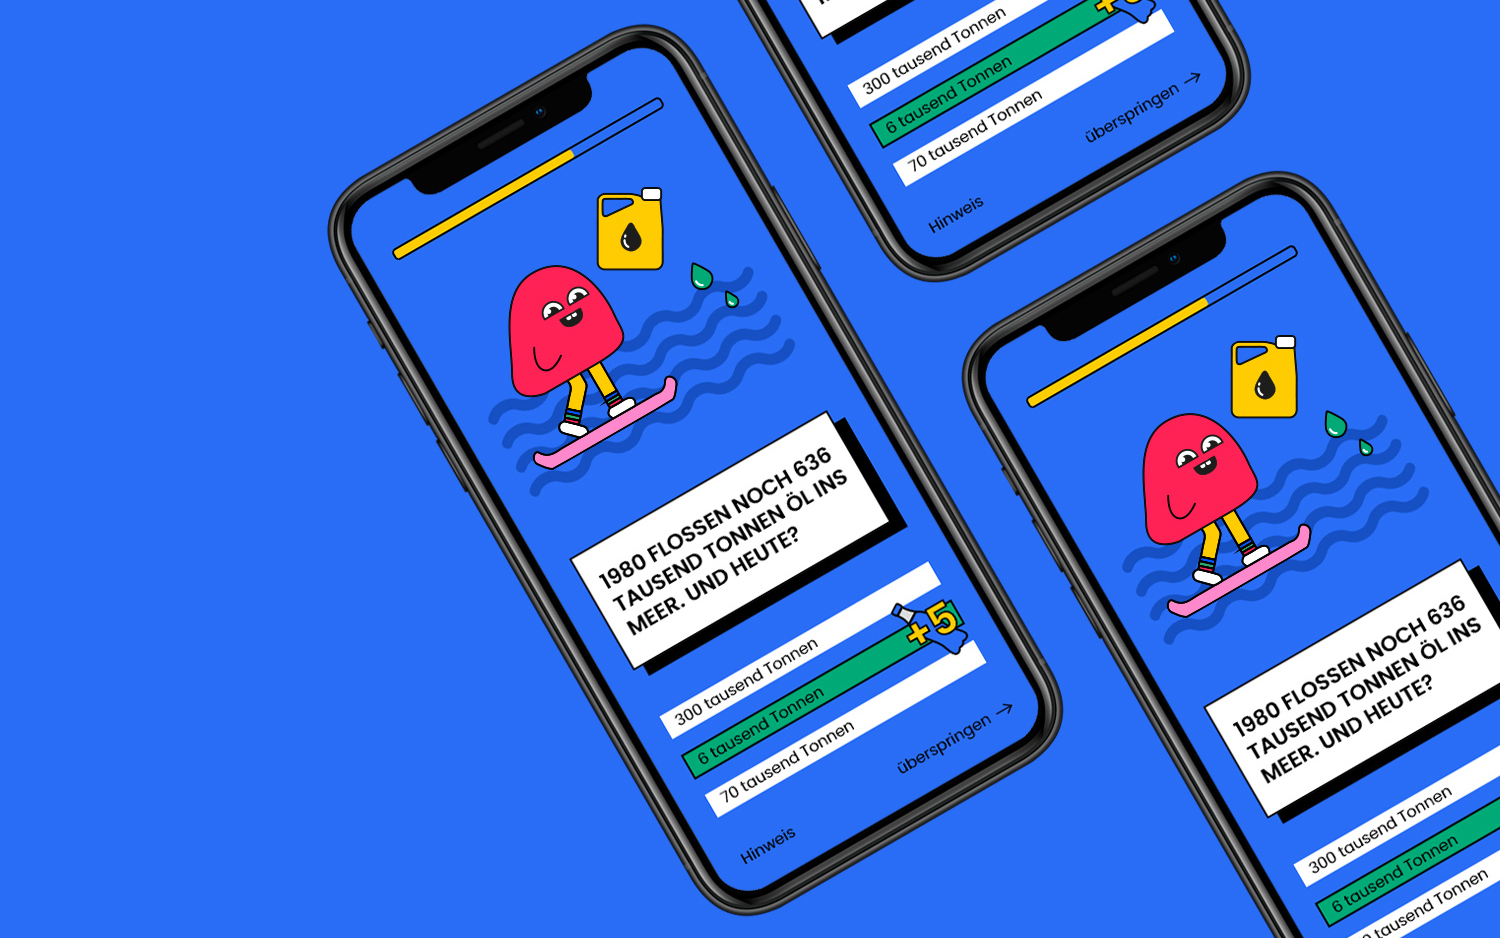 1980 FLOSSEN NOCH 636
TAUSEND TONNEN ÖL INS
MEER. UND HEUTE?
300 tausend Tonnen
6 tausend Tonnen
+5
70 tausend Tonnen
überspringen →
Hinweis
300 tausend Tonnen
6 tausend Tonnen
70 tausend Tonnen
überspringen →
Hinweis
1980 FLOSSEN NOCH 636
TAUSEND TONNEN ÖL INS
MEER. UND HEUTE?
300 tausend Tonnen
6 tausend Tonnen
tausend Tonnen